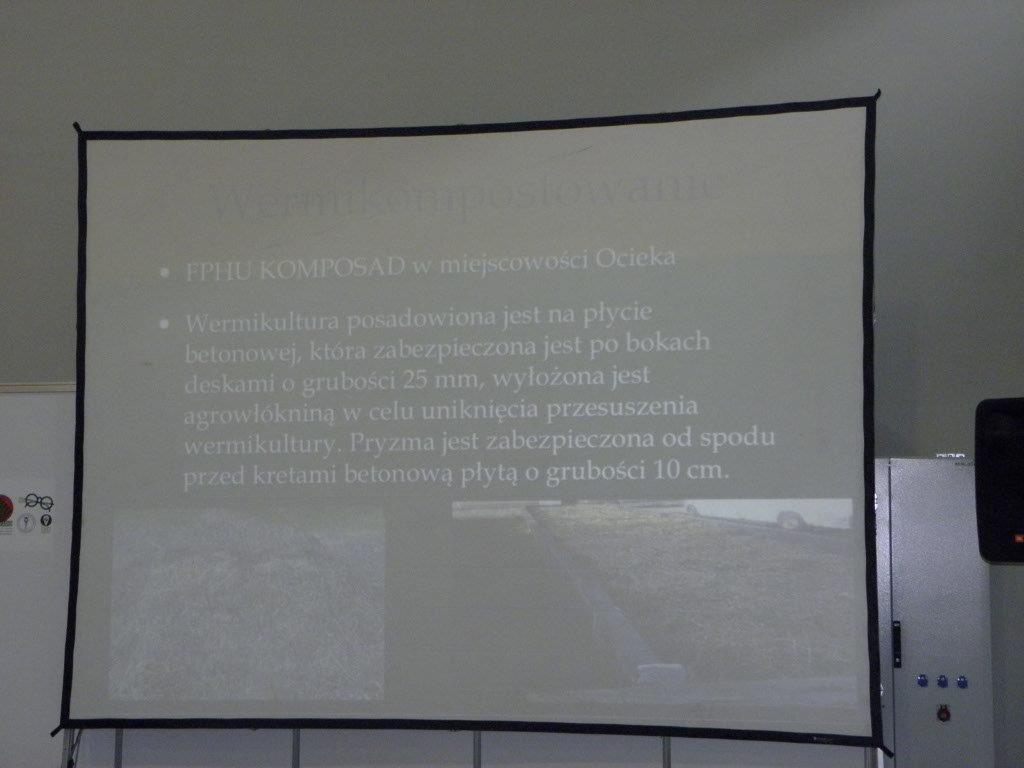 Wermikompostowanie
• FPHU KOMPOSAD w miejscowości Ocieka
• Wermikultura posadowiona jest na płycie
betonowej, która zabezpieczona jest po bokach
deskami o grubości 25 mm, wyłożona jest
agrowłókniną w celu uniknięcia przesuszenia
wermikultury. Pryzma jest zabezpieczona od spodu
przed kretami betonową płytą o grubości 10 cm.